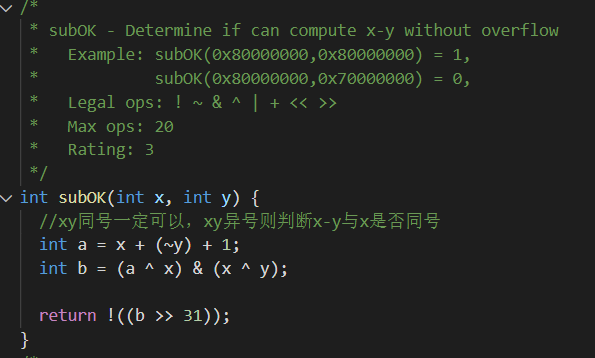 /*
 * subOK - Determine if can compute x-y without overflow
 *   Example: subOK(0x80000000,0x80000000) = 1,
 *            subOK(0x80000000,0x70000000) = 0,
 *   Legal ops: ! ~ & ^ | + << >>
 *   Max ops: 20
 *   Rating: 3
 */
int subOK(int x, int y) {
  //xy同号一定可以，xy异号则判断x-y与x是否同号
  int a = x + (~y) + 1;
  int b = (a ^ x) & (x ^ y);

  return !((b >> 31));
}